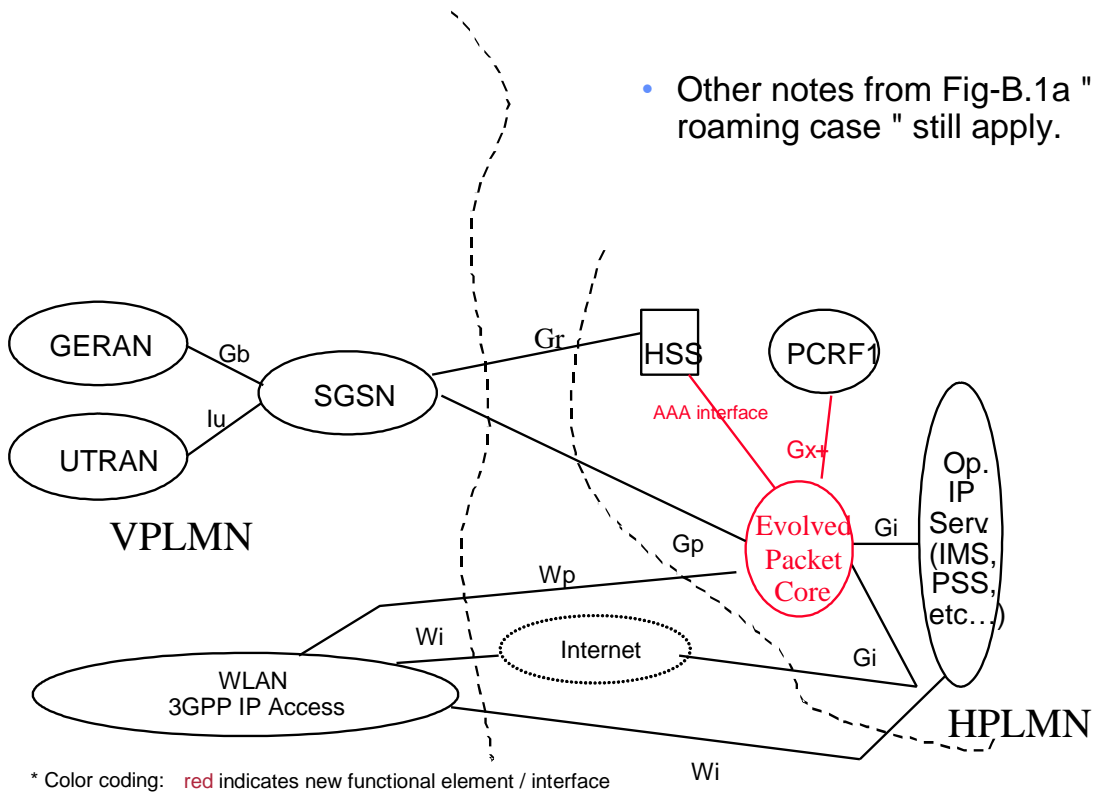 • Other notes from Fig-B.1a "
roaming case " still apply.
GERAN
Gb
Gr
HSS
PCRF1
SGSN
Iu
AAA interface
UTRAN
Gx+
Op.
IP
Serv.
(IMS,
PSS,
etc…)
VPLMN
Evolved
Packet
Core
Gi
Gp
Wp
Wi
Internet
Gi
WLAN
3GPP IP Access
HPLMN
Wi
* Color coding: red indicates new functional element / interface